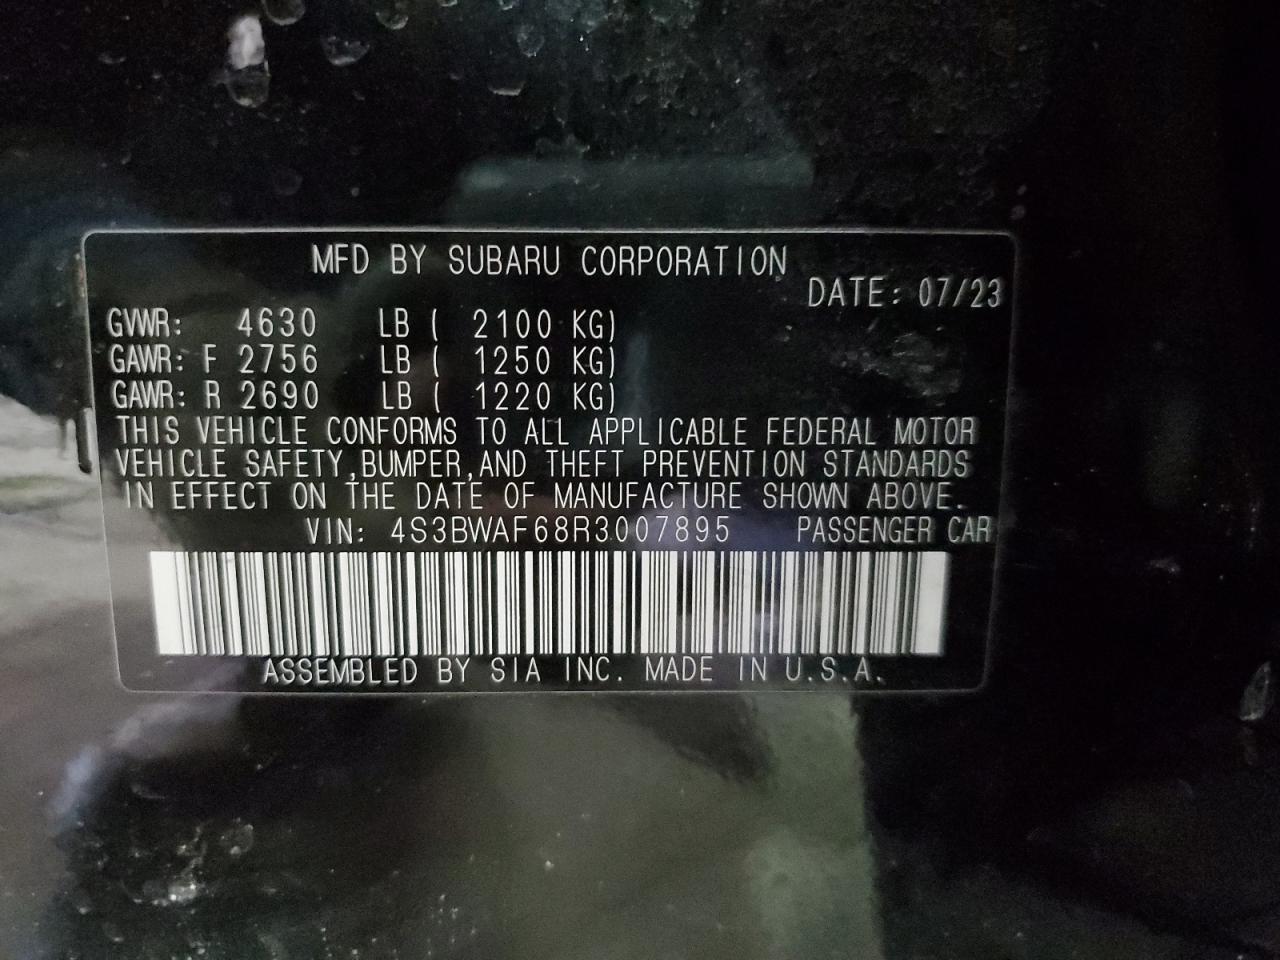 MFD BY SUBARU CORPORATION
DATE: 07/23
GVWR: 4630 LB ( 2100 KG)
GAWR: F 2756 LB ( 1250 KG)
GAWR: R 2690 LB ( 1220 KG)
THIS VEHICLE CONFORMS TO ALL APPLICABLE FEDERAL MOTOR
VEHICLE SAFETY,BUMPER,AND THEFT PREVENTION STANDARDS
IN EFFECT ON THE DATE OF MANUFACTURE SHOWN ABOVE.
VIN: 4S3BWAF68R3007895 PASSENGER CAR
ASSEMBLED BY SIA INC. MADE IN U.S.A.